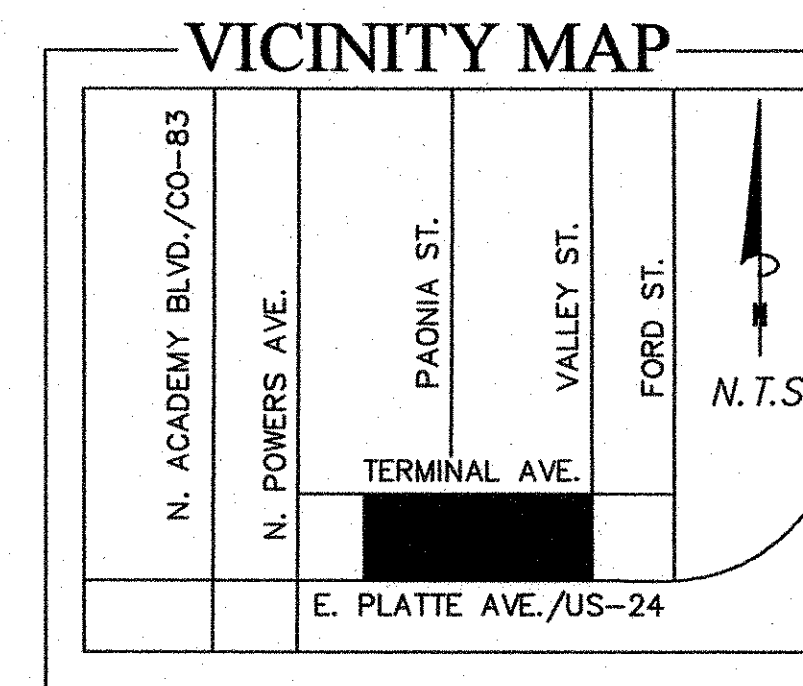 VICINITY MAP
N. ACADEMY BLVD./CO-83
N. POWERS AVE.
PAONIA ST.
VALLEY ST.
FORD ST.
N
N.T.S
TERMINAL AVE.
E. PLATTE AVE./US-24